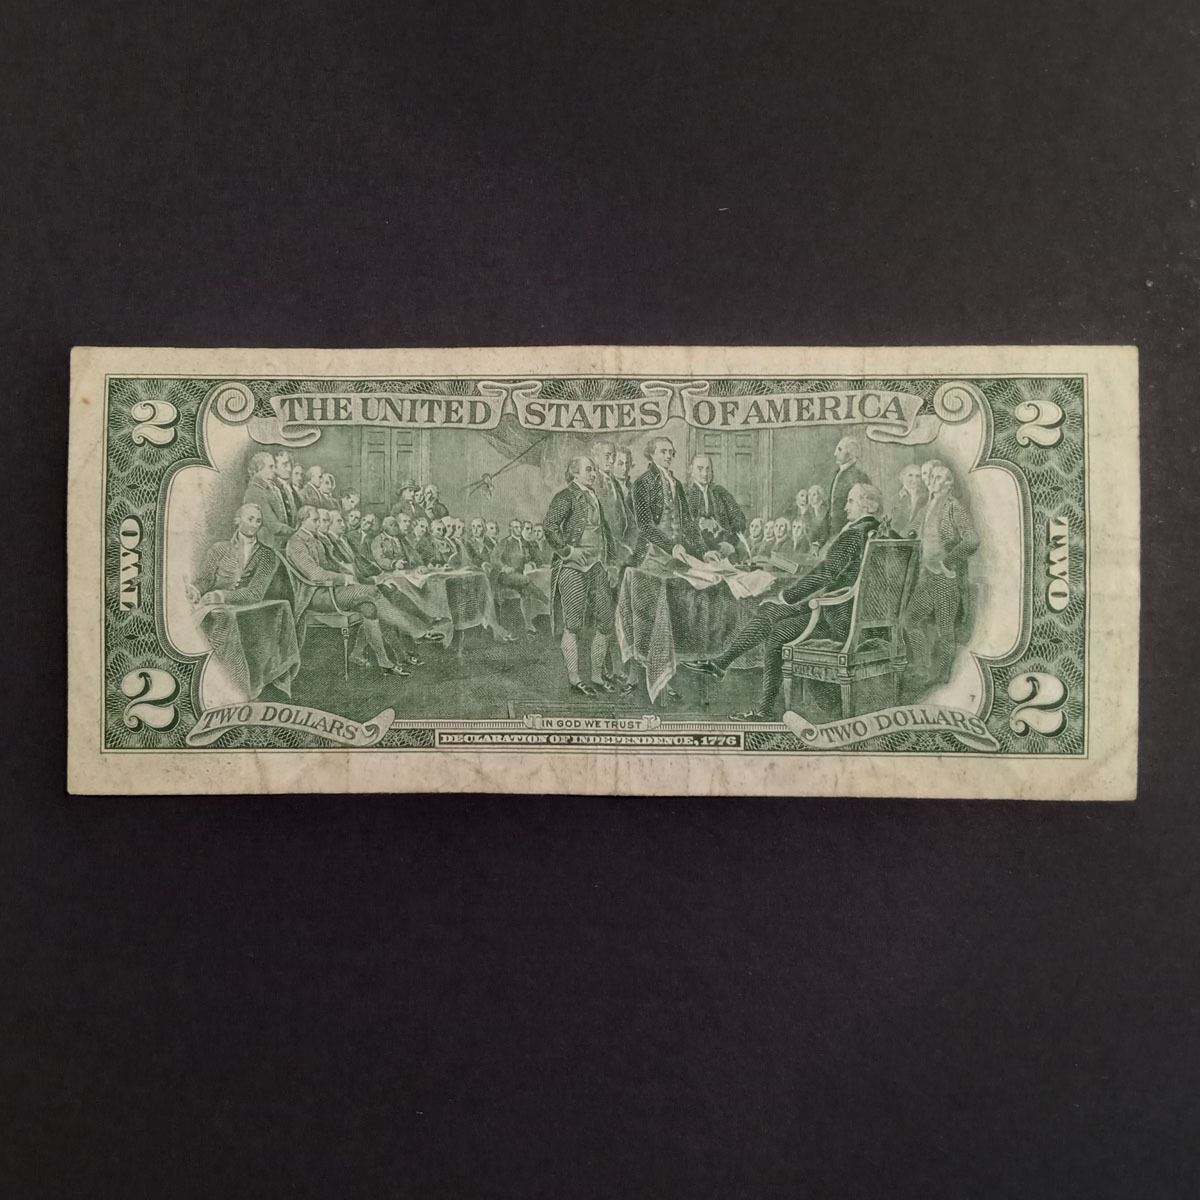 2 THE UNITED STATES OF AMERICA 2
TWO TWO
2 TWO DOLLARS IN GOD WE TRUST TWO DOLLARS 2
7
DECLARATION OF INDEPENDENCE, 1776